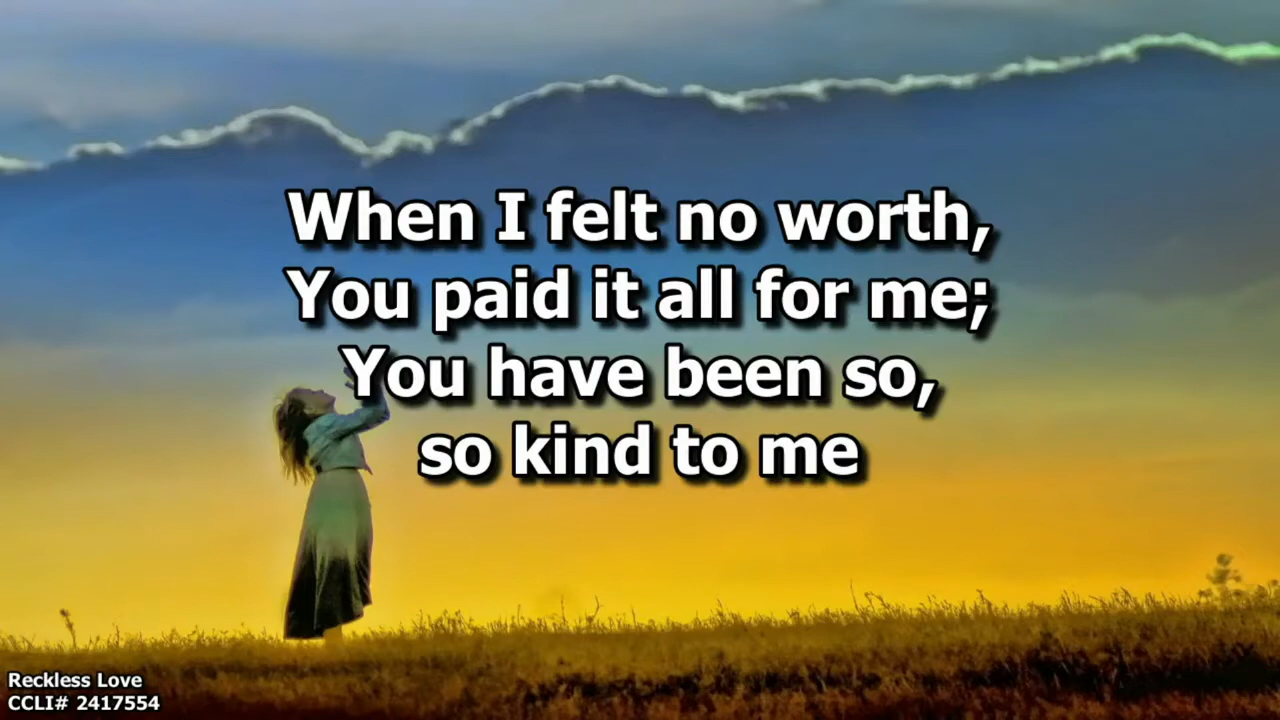 When I felt no worth,
You paid it all for me;
You have been so,
so kind to me
Reckless Love
CCLI# 2417554